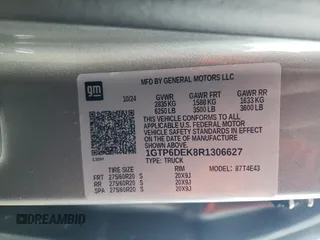 gm
MFD BY GENERAL MOTORS LLC
10/24 GVWR GAWR FRT GAWR RR
2835 KG 1588 KG 1633 KG
6250 LB 3500 LB 3600 LB
THIS VEHICLE CONFORMS TO ALL
APPLICABLE U.S. FEDERAL MOTOR
VEHICLE SAFETY STANDARDS IN
EFFECT ON THE DATE OF
MANUFACTURE SHOWN ABOVE.
1GTP6DEK8R1306627
TYPE: TRUCK
TIRE SIZE RIM MODEL: 87T4E43
FRT 275/60R20 S 20X9J
RR 275/60R20 S 20X9J
SPA 275/60R20 S 20X9J
DREAMBID